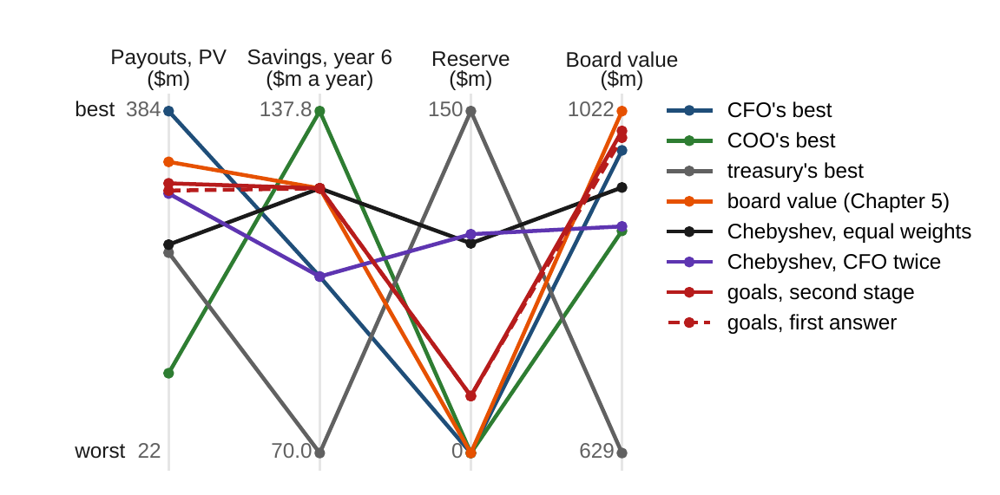 Payouts, PV
($m)
Savings, year 6
($m a year)
Reserve
($m)
Board value
($m)
best 384 137.8 150 1022
worst 22 70.0 0 629
CFO's best
COO's best
treasury's best
board value (Chapter 5)
Chebyshev, equal weights
Chebyshev, CFO twice
goals, second stage
goals, first answer